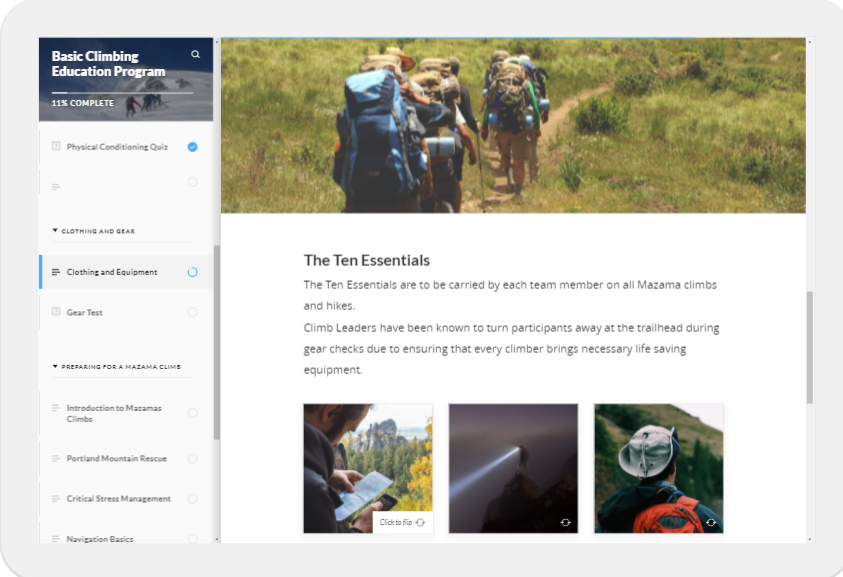 Basic Climbing
Education Program
11% COMPLETE
Physical Conditioning Quiz
CLOTHING AND GEAR
Clothing and Equipment
Gear Test
PREPARING FOR A MAZAMA CLIMB
Introduction to Mazamas
Climbs
Portland Mountain Rescue
Critical Stress Management
Navigation Basics
The Ten Essentials
The Ten Essentials are to be carried by each team member on all Mazama climbs
and hikes.
Climb Leaders have been known to turn participants away at the trailhead during
gear checks due to ensuring that every climber brings necessary life saving
equipment.
Click to flip